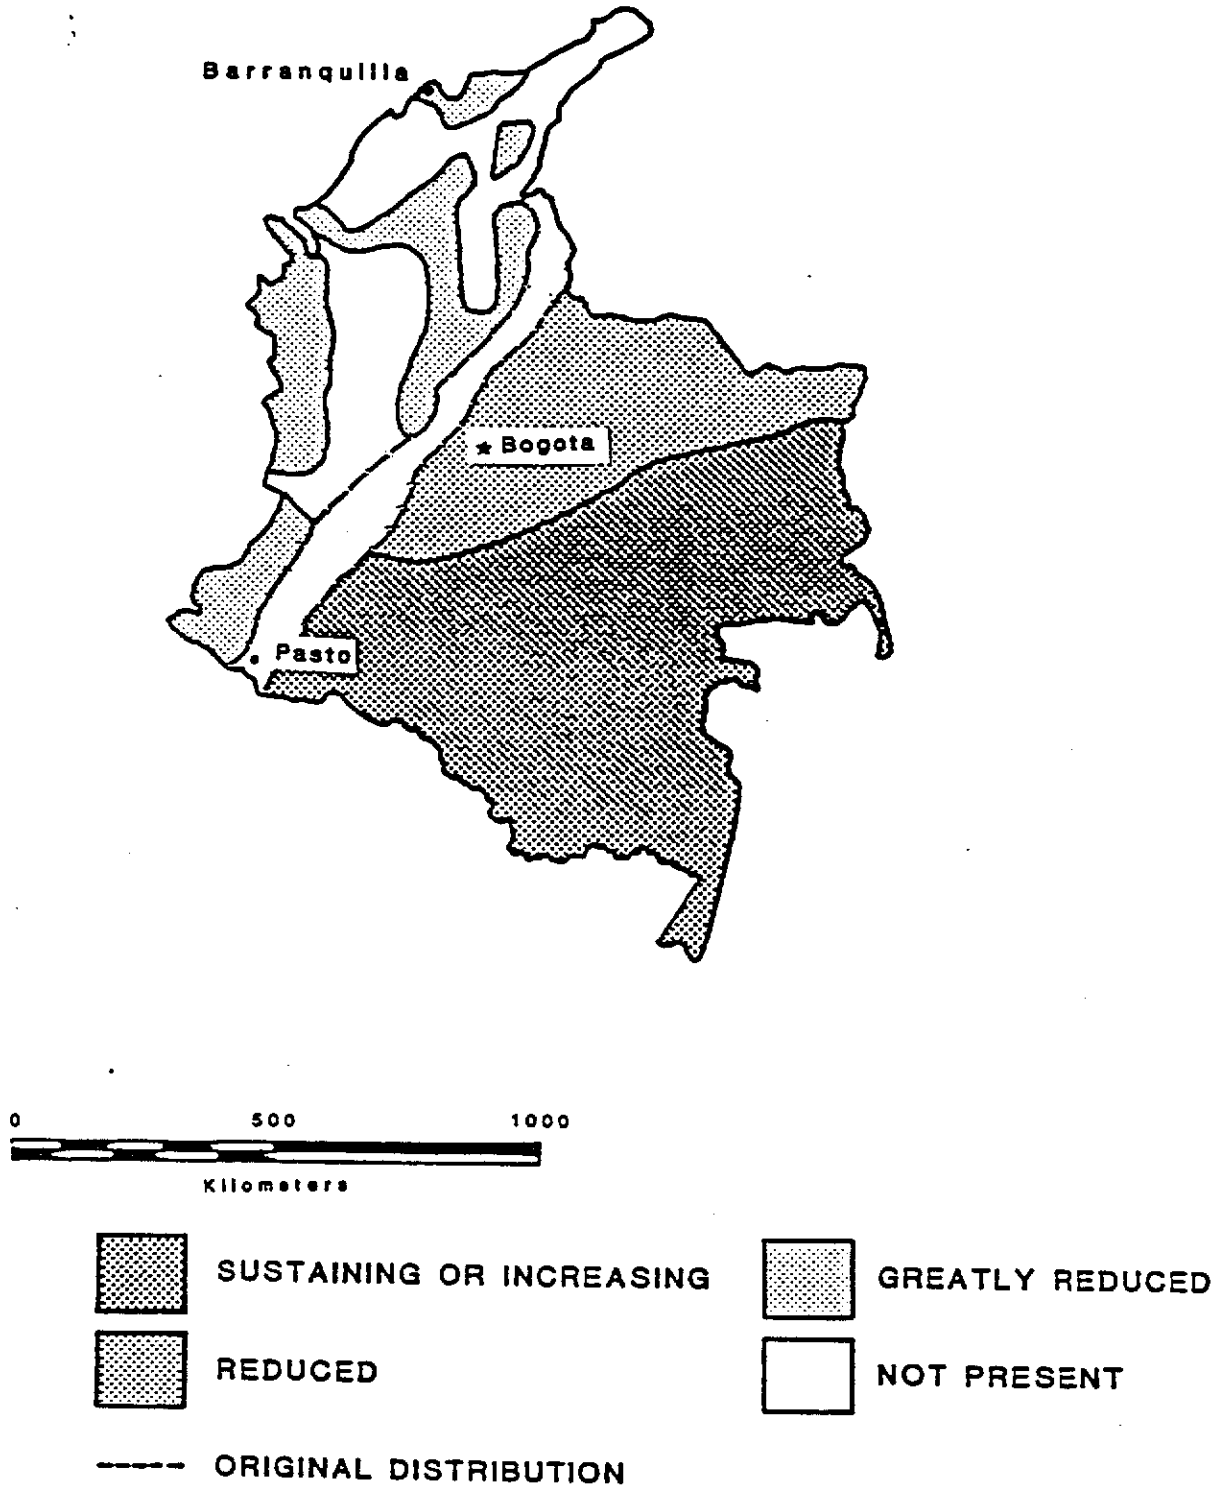 Barranquilla
★ Bogota
Pasto
0 500 1000
Kilometers
SUSTAINING OR INCREASING
GREATLY REDUCED
REDUCED
NOT PRESENT
ORIGINAL DISTRIBUTION